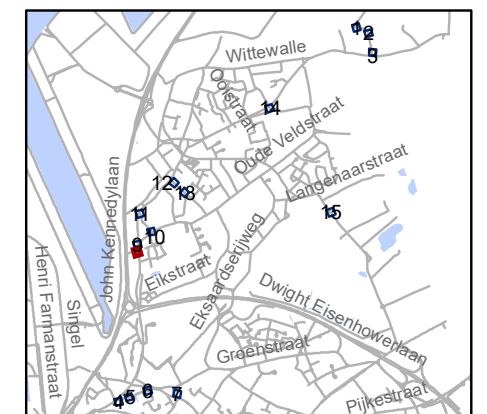 1
2
3
Wittewalle
14
Oude Veldstraat
Langenaarstraat
12
13
15
11
10
9
John Kennedylaan
Eikstraat
Eksaardserijweg
Henri Farmanstraat
Singel
Dwight Eisenhowerlaan
Groenstraat
Pijkestraat
4
5
6
7